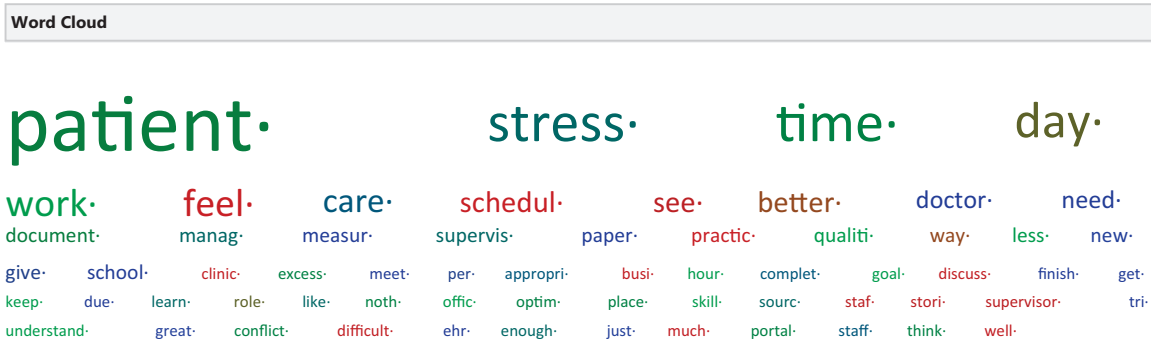 Word Cloud
patient· stress· time· day·
work· feel· care· schedul· see· better· doctor· need·
document· manag· measur· supervis· paper· practic· qualiti· way· less· new·
give· school· clinic· excess· meet· per· appropri· busi· hour· complet· goal· discuss· finish· get·
keep· due· learn· role· like· noth· offic· optim· place· skill· sourc· staf· stori· supervisor· tri·
understand· great· conflict· difficult· ehr· enough· just· much· portal· staff· think· well·